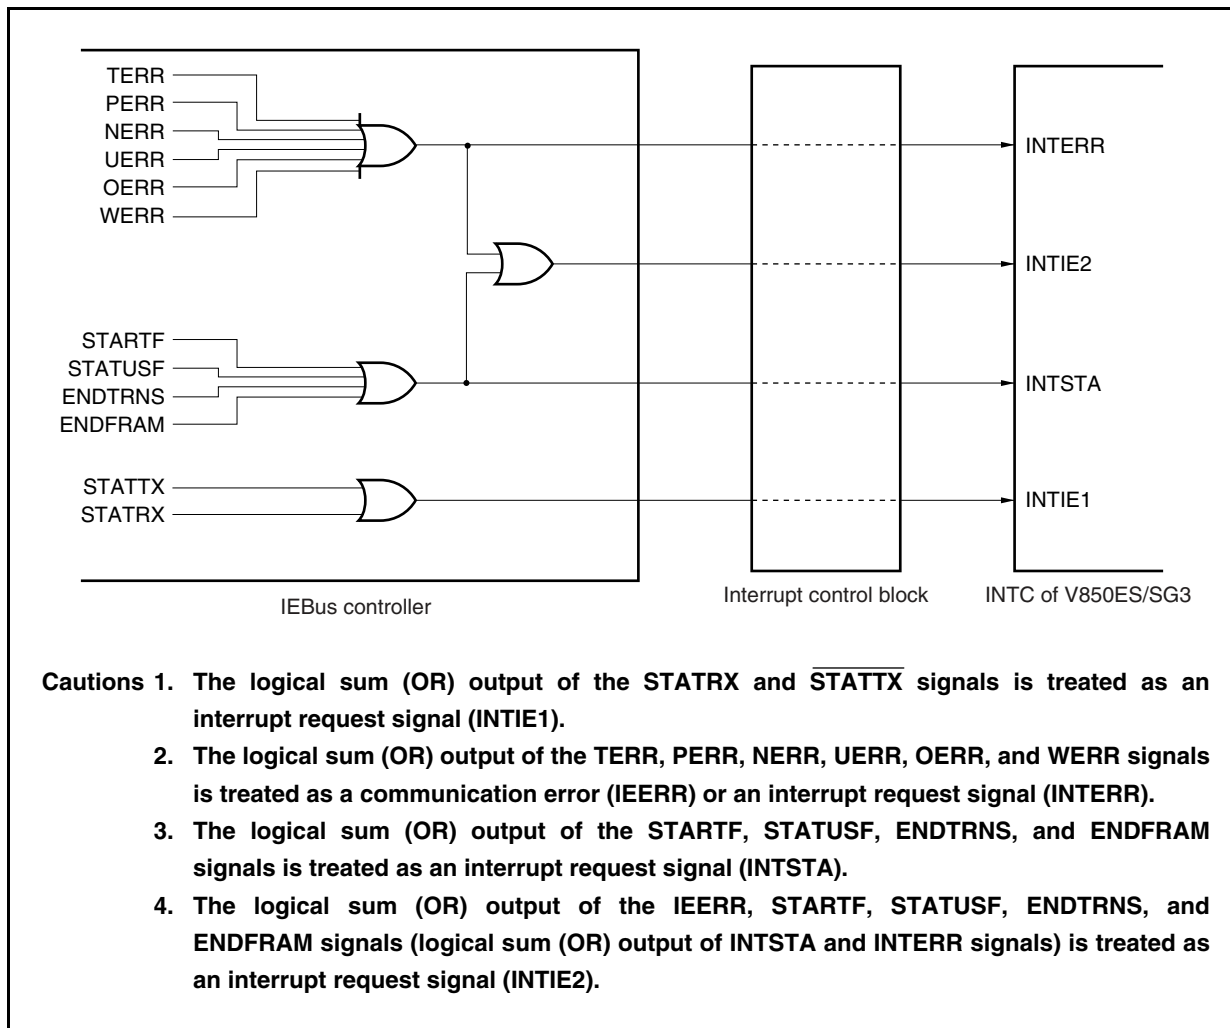 TERR
PERR
NERR
UERR
OERR
WERR
INTERR
INTIE2
STARTF
STATUSF
ENDTRNS
ENDFRAM
INTSTA
STATTX
STATRX
INTIE1
IEBus controller
Interrupt control block
INTC of V850ES/SG3
Cautions 1. The logical sum (OR) output of the STATRX and S̅T̅A̅T̅T̅X̅ signals is treated as an
interrupt request signal (INTIE1).
2. The logical sum (OR) output of the TERR, PERR, NERR, UERR, OERR, and WERR signals
is treated as a communication error (IEERR) or an interrupt request signal (INTERR).
3. The logical sum (OR) output of the STARTF, STATUSF, ENDTRNS, and ENDFRAM
signals is treated as an interrupt request signal (INTSTA).
4. The logical sum (OR) output of the IEERR, STARTF, STATUSF, ENDTRNS, and
ENDFRAM signals (logical sum (OR) output of INTSTA and INTERR signals) is treated as
an interrupt request signal (INTIE2).